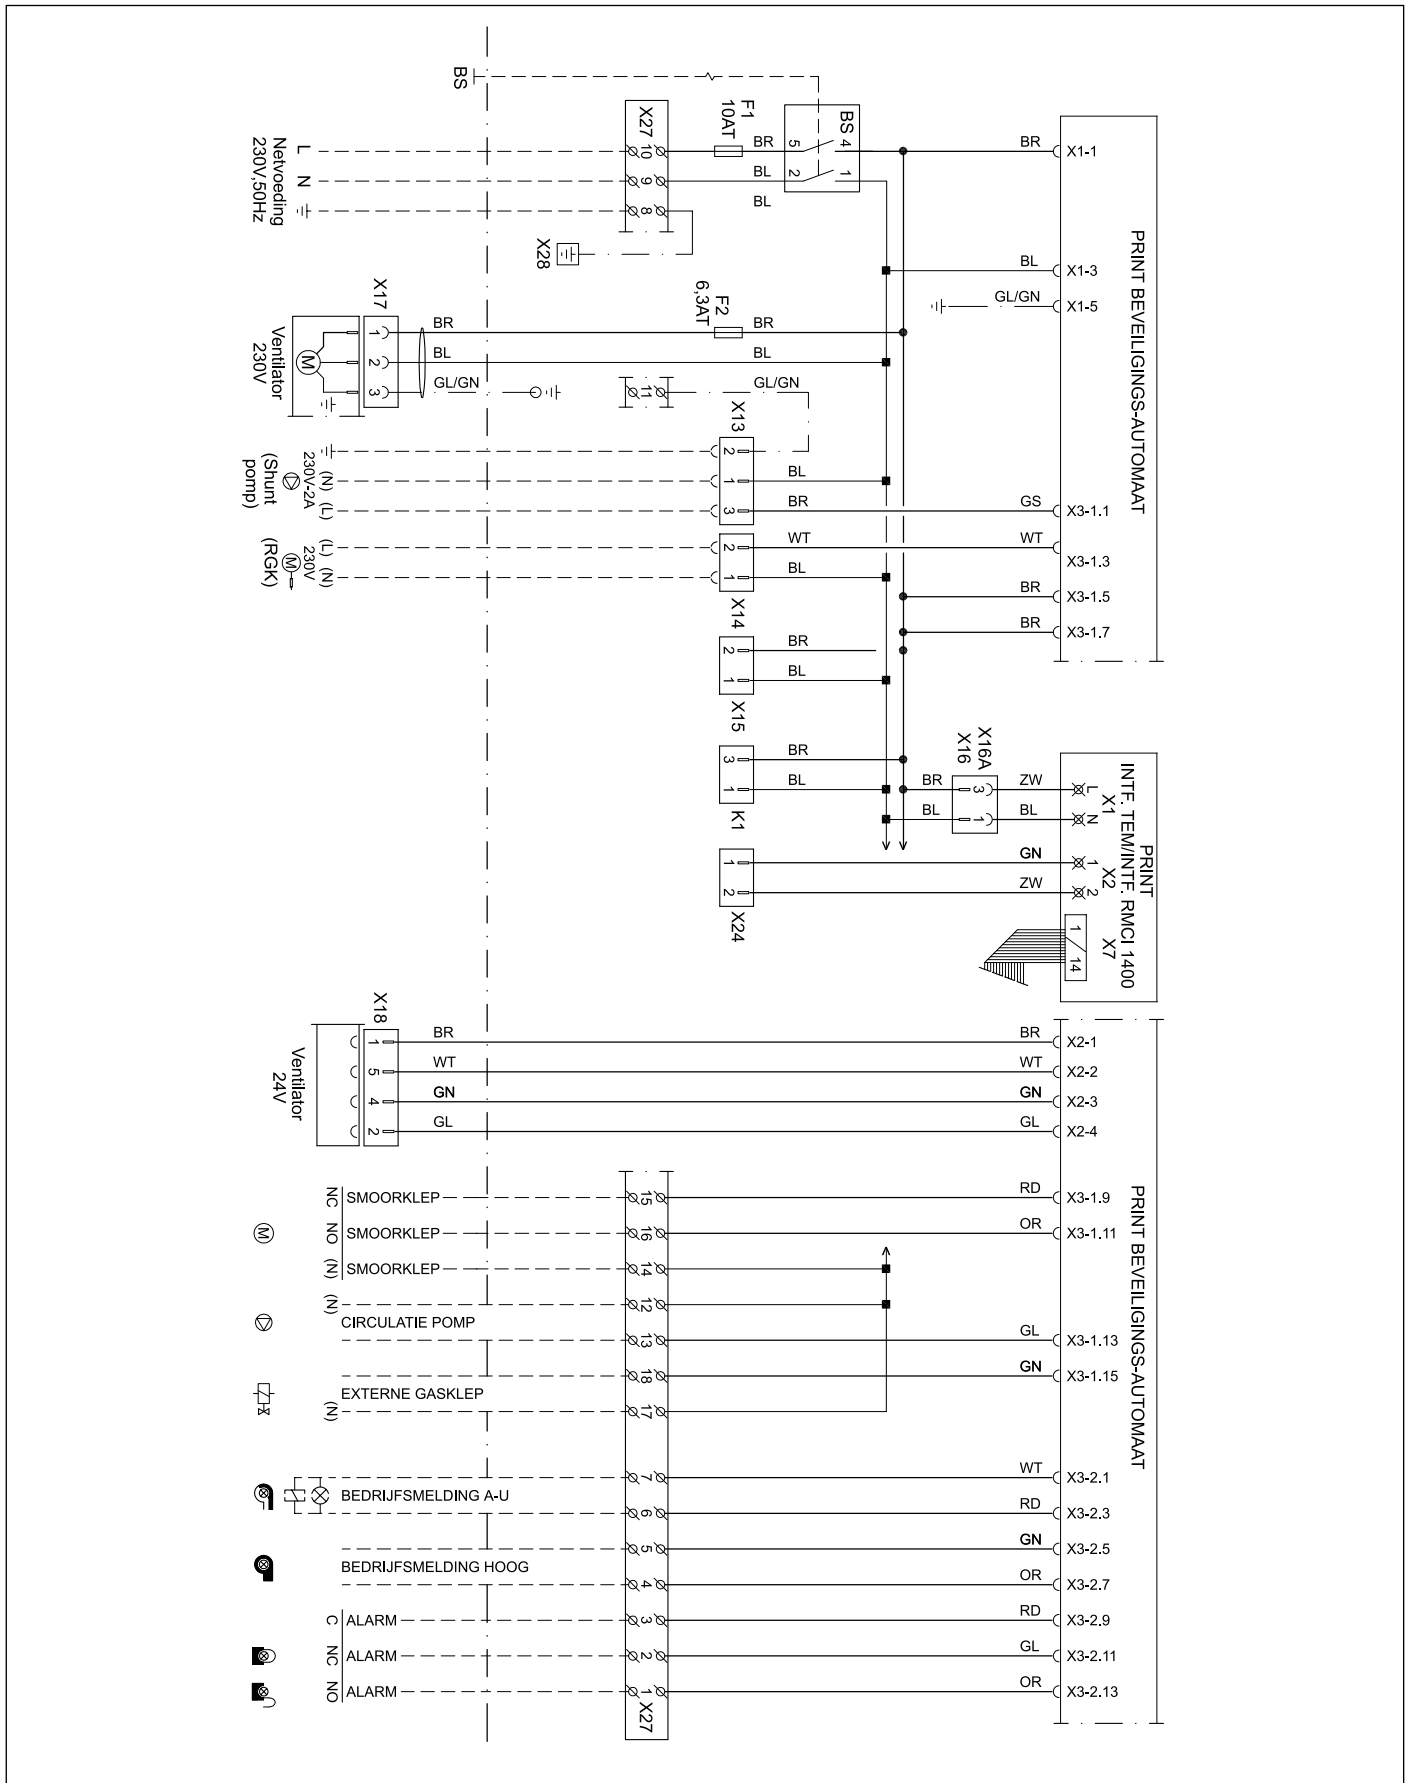 BS
L
N
Netvoeding
230V,50Hz
X27
10
9
8
X28
F1
10AT
BR
BL
BL
BS
5
4
2
1
BR
X1-1
BL
X1-3
GL/GN
X1-5
PRINT BEVEILIGINGS-AUTOMAAT
X17
1
2
3
M
Ventilator
230V
BR
BL
GL/GN
F2
6,3AT
BR
BL
11
GL/GN
X13
2
1
3
BL
BR
GS
X3-1.1
(N)
(L)
230V-2A
(Shunt
pomp)
(L)
(N)
230V
M
(RGK)
2
1
X14
WT
BL
WT
X3-1.3
BR
X3-1.5
BR
X3-1.7
2
1
X15
BR
BL
3
1
K1
BR
BL
X16A
X16
3
1
BR
BL
ZW
BL
L
N
X1
PRINT
INTF. TEM/INTF. RMCI 1400
1
2
X2
X7
1
14
1
2
X24
GN
ZW
X18
1
5
4
2
Ventilator
24V
BR
WT
GN
GL
BR
WT
GN
GL
X2-1
X2-2
X2-3
X2-4
PRINT BEVEILIGINGS-AUTOMAAT
NC SMOORKLEP 15 RD X3-1.9
M NO SMOORKLEP 16 OR X3-1.11
(N) SMOORKLEP 14
(N) 12
CIRCULATIE POMP
13 GL X3-1.13
18 GN X3-1.15
EXTERNE GASKLEP
(N) 17
7 WT X3-2.1
BEDRIJFSMELDING A-U
6 RD X3-2.3
5 GN X3-2.5
BEDRIJFSMELDING HOOG
4 OR X3-2.7
C ALARM 3 RD X3-2.9
NC ALARM 2 GL X3-2.11
NO ALARM 1 OR X3-2.13
X27